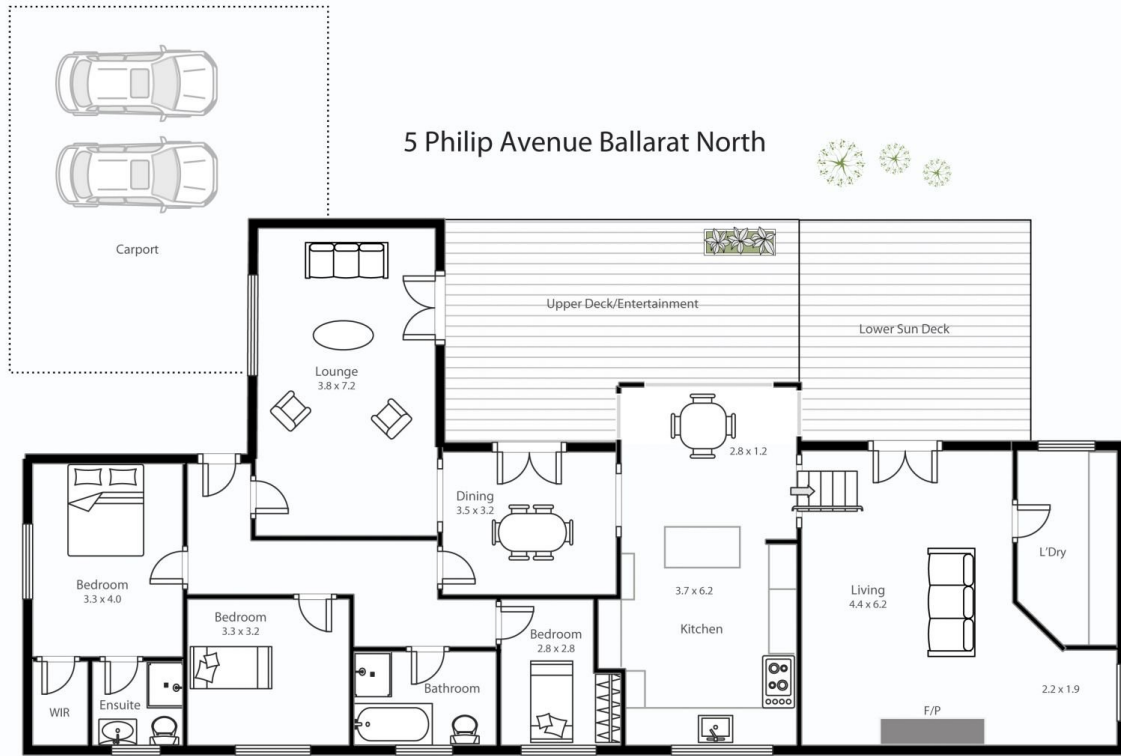 5 Philip Avenue Ballarat North
Carport
Upper Deck/Entertainment
Lower Sun Deck
Lounge
3.8 x 7.2
2.8 x 1.2
Dining
3.5 x 3.2
L'Dry
Bedroom
3.3 x 4.0
3.7 x 6.2
Living
4.4 x 6.2
Bedroom
3.3 x 3.2
Kitchen
Bedroom
2.8 x 2.8
Bathroom
2.2 x 1.9
WIR
Ensuite
F/P